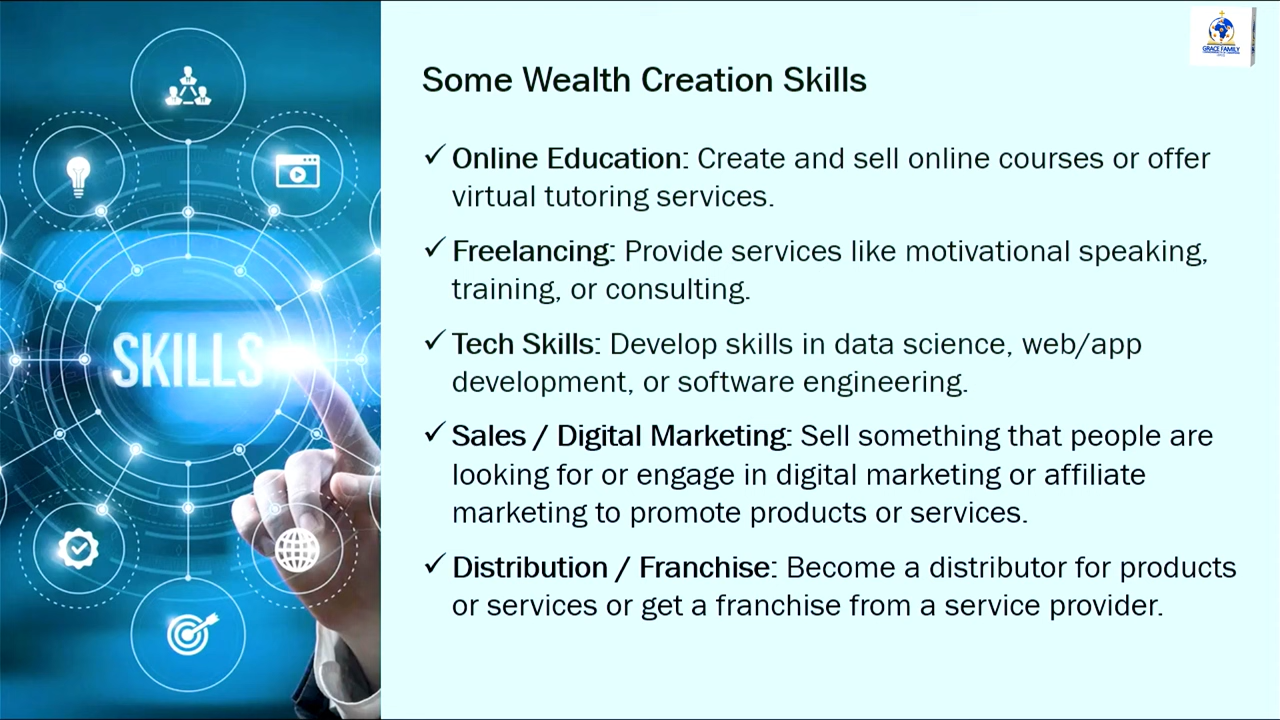 GRACE FAMILY
Some Wealth Creation Skills
✓ Online Education: Create and sell online courses or offer
virtual tutoring services.
✓ Freelancing: Provide services like motivational speaking,
training, or consulting.
✓ Tech Skills: Develop skills in data science, web/app
development, or software engineering.
✓ Sales / Digital Marketing: Sell something that people are
looking for or engage in digital marketing or affiliate
marketing to promote products or services.
✓ Distribution / Franchise: Become a distributor for products
or services or get a franchise from a service provider.
SKILLS